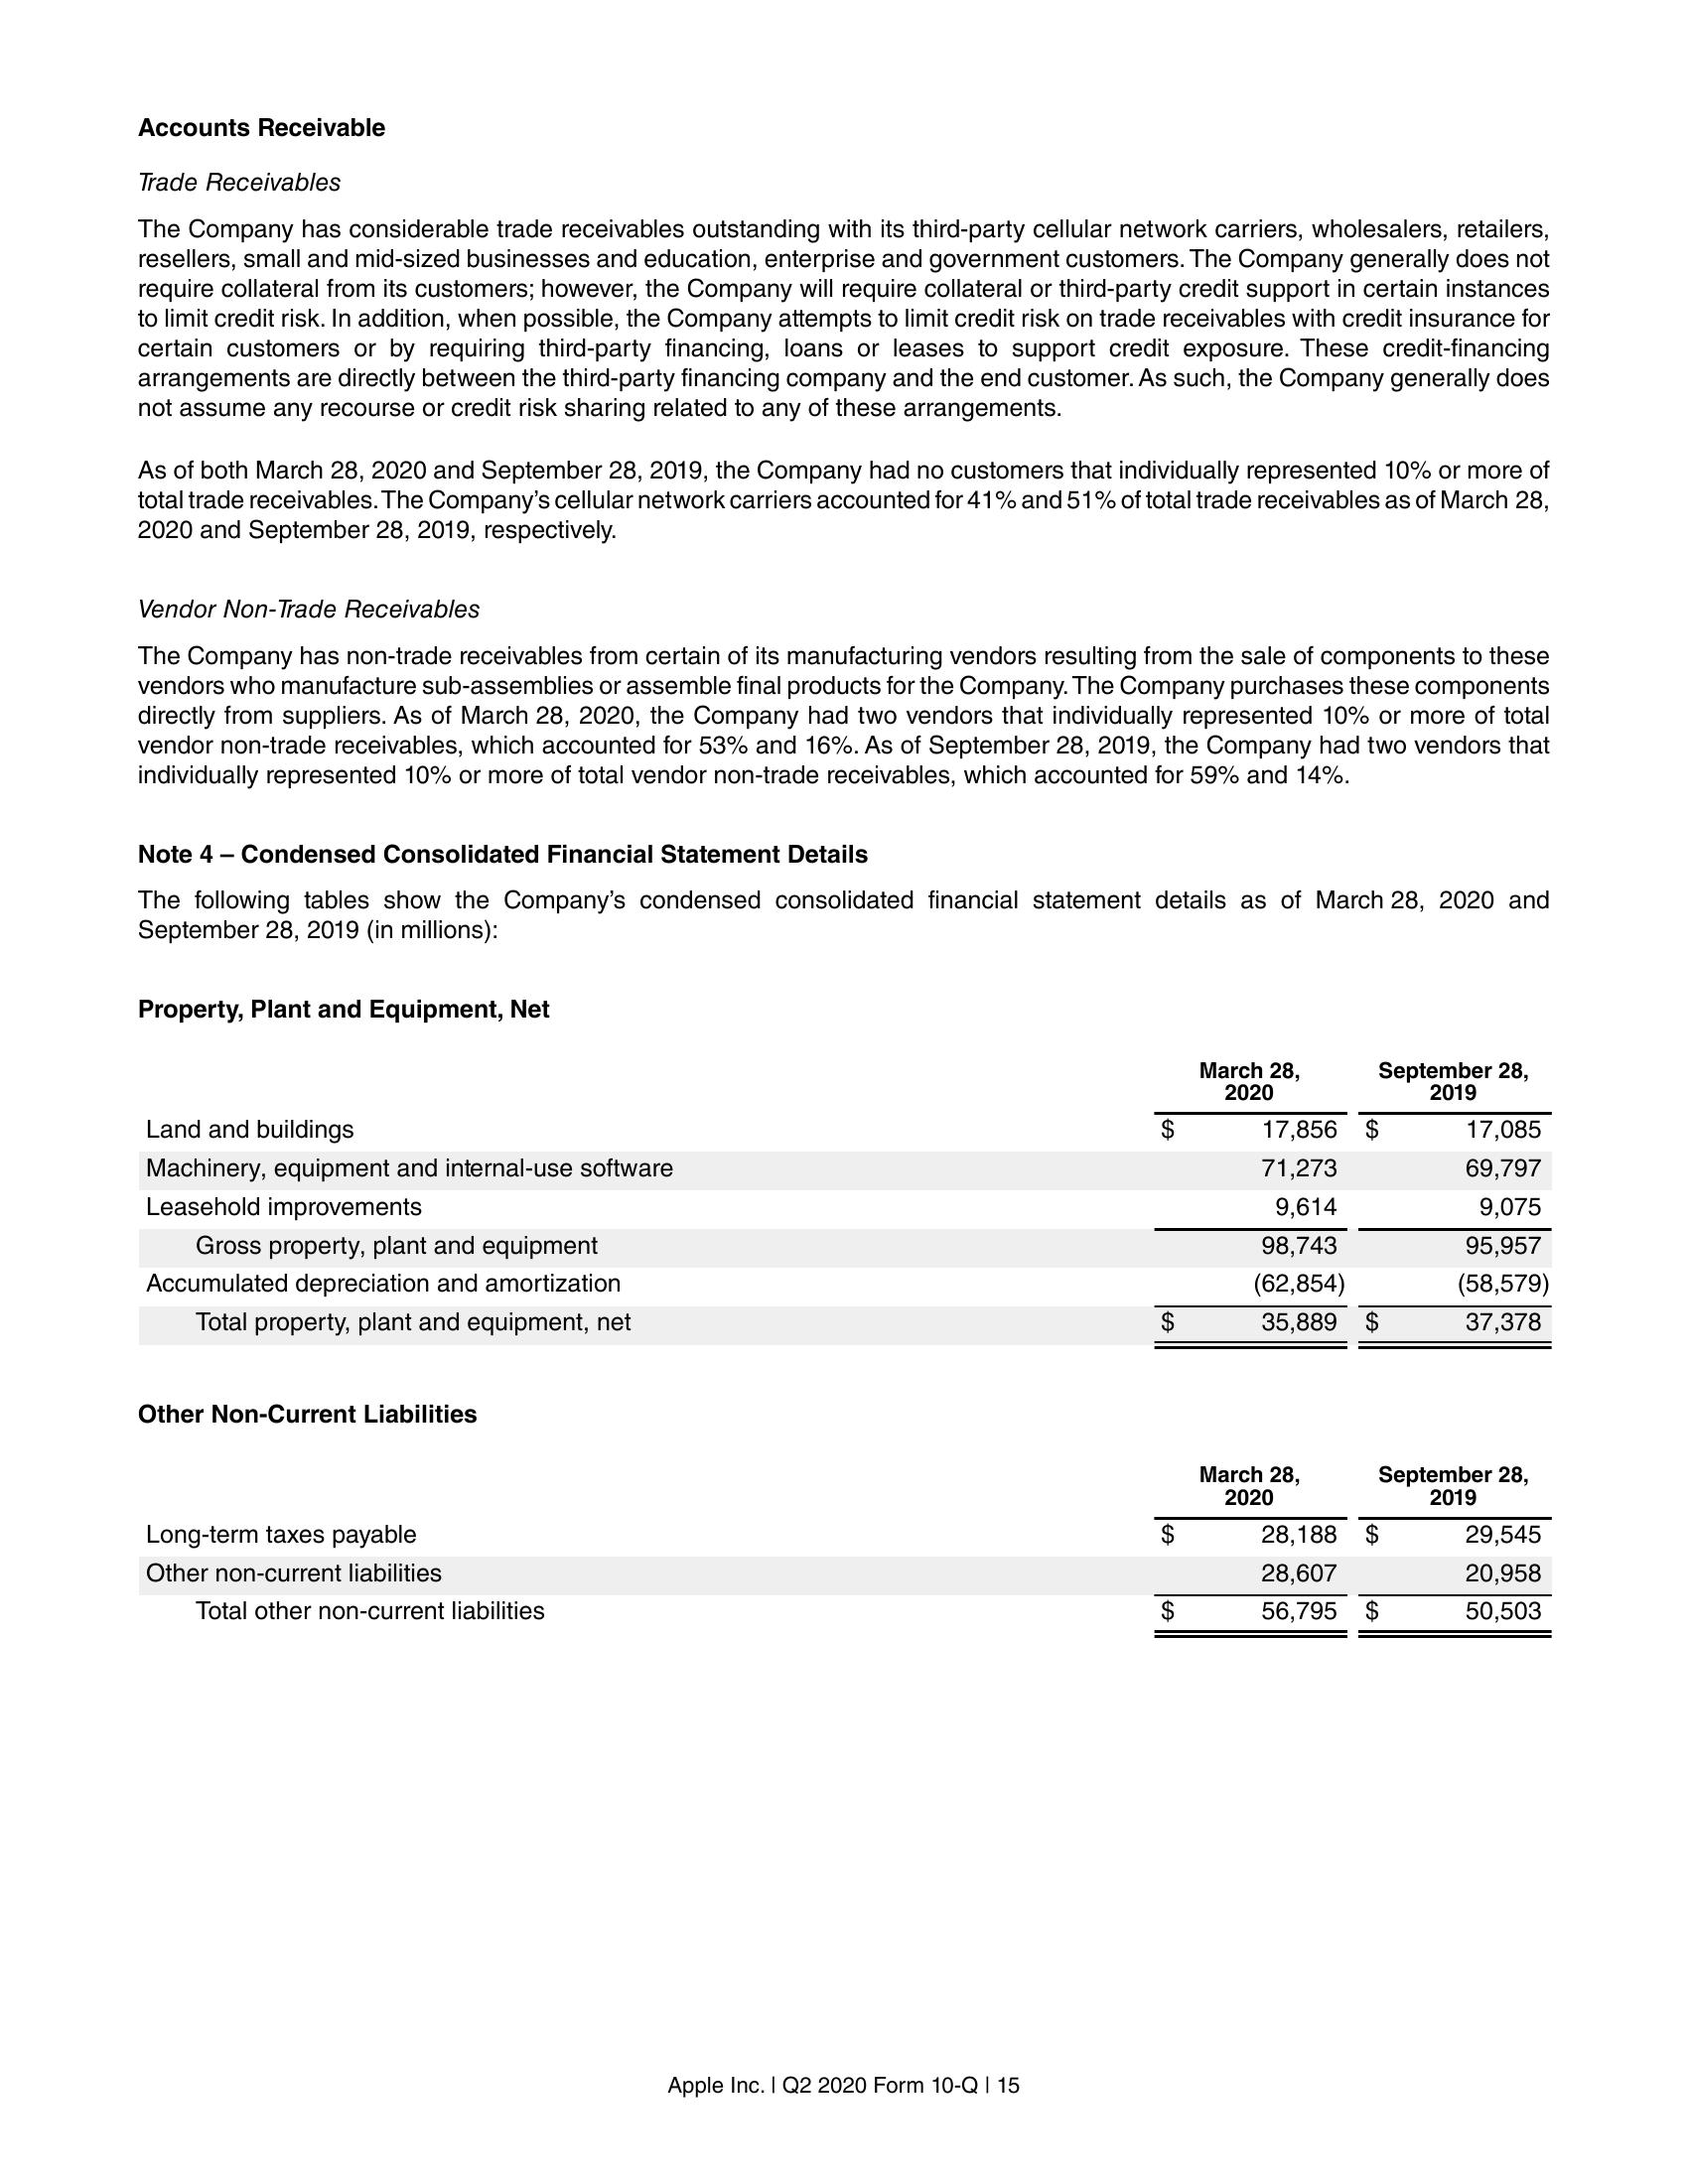 Accounts Receivable
Trade Receivables
The Company has considerable trade receivables outstanding with its third-party cellular network carriers, wholesalers, retailers,
resellers, small and mid-sized businesses and education, enterprise and government customers. The Company generally does not
require collateral from its customers; however, the Company will require collateral or third-party credit support in certain instances
to limit credit risk. In addition, when possible, the Company attempts to limit credit risk on trade receivables with credit insurance for
certain customers or by requiring third-party financing, loans or leases to support credit exposure. These credit-financing
arrangements are directly between the third-party financing company and the end customer. As such, the Company generally does
not assume any recourse or credit risk sharing related to any of these arrangements.
As of both March 28, 2020 and September 28, 2019, the Company had no customers that individually represented 10% or more of
total trade receivables. The Company’s cellular network carriers accounted for 41% and 51% of total trade receivables as of March 28,
2020 and September 28, 2019, respectively.
Vendor Non-Trade Receivables
The Company has non-trade receivables from certain of its manufacturing vendors resulting from the sale of components to these
vendors who manufacture sub-assemblies or assemble final products for the Company. The Company purchases these components
directly from suppliers. As of March 28, 2020, the Company had two vendors that individually represented 10% or more of total
vendor non-trade receivables, which accounted for 53% and 16%. As of September 28, 2019, the Company had two vendors that
individually represented 10% or more of total vendor non-trade receivables, which accounted for 59% and 14%.
Note 4 – Condensed Consolidated Financial Statement Details
The following tables show the Company’s condensed consolidated financial statement details as of March 28, 2020 and
September 28, 2019 (in millions):
Property, Plant and Equipment, Net
March 28, September 28,
2020 2019
Land and buildings $ 17,856 $ 17,085
Machinery, equipment and internal-use software 71,273 69,797
Leasehold improvements 9,614 9,075
Gross property, plant and equipment 98,743 95,957
Accumulated depreciation and amortization (62,854) (58,579)
Total property, plant and equipment, net $ 35,889 $ 37,378
Other Non-Current Liabilities
March 28, September 28,
2020 2019
Long-term taxes payable $ 28,188 $ 29,545
Other non-current liabilities 28,607 20,958
Total other non-current liabilities $ 56,795 $ 50,503
Apple Inc. | Q2 2020 Form 10-Q | 15